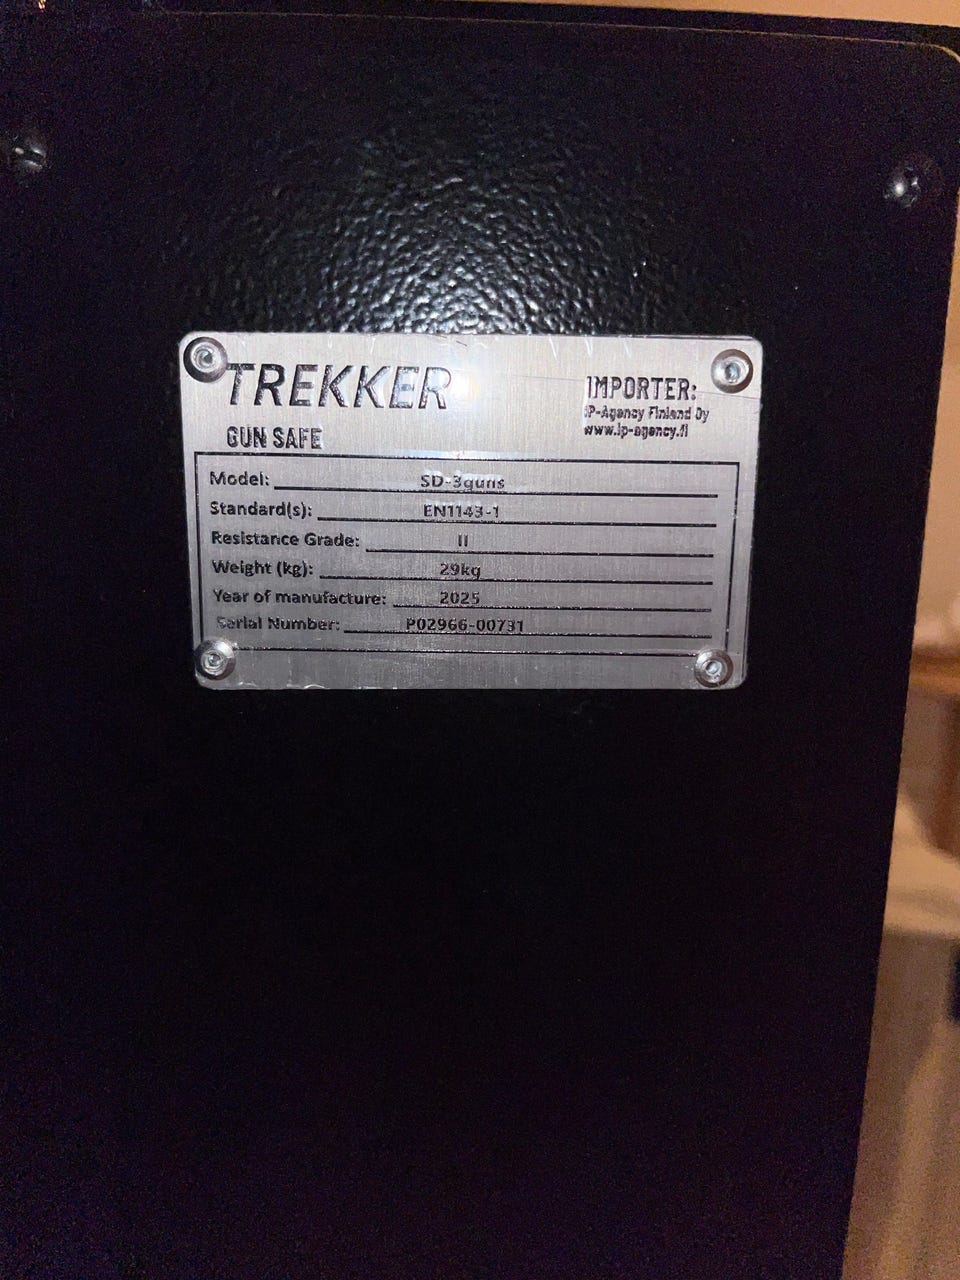 TREKKER
GUN SAFE
IMPORTER:
IP-Agency Finland Oy
www.ip-agency.fi
Model: SD-3guns
Standard(s): EN1143-1
Resistance Grade: II
Weight (kg): 29kg
Year of manufacture: 2025
Serial Number: P02966-00731